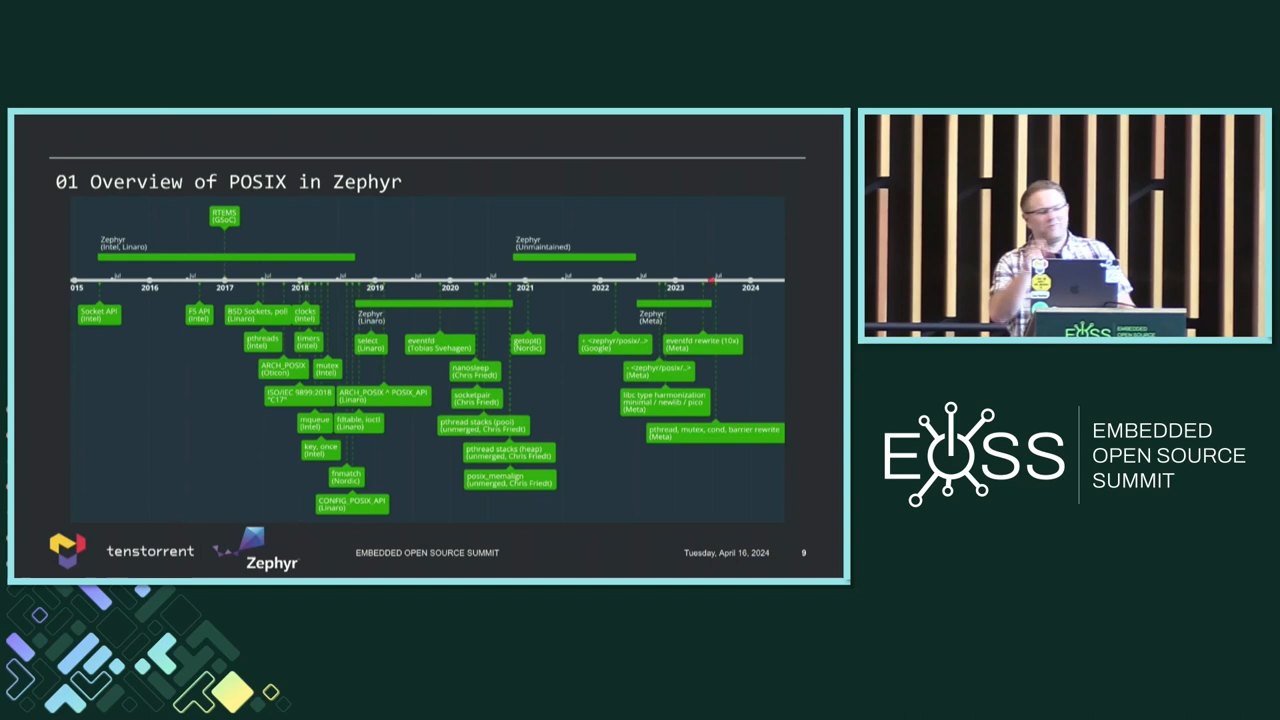 01 Overview of POSIX in Zephyr
RTEMS
(GSoC)
Zephyr
(Intel, Linaro)
Zephyr
(Unmaintained)
015 2016 2017 2018 2019 2020 2021 2022 2023 2024
Zephyr
(Linaro)
Zephyr
(Meta)
Socket API
(Intel)
FS API
(Intel)
BSD Sockets, poll
(Linaro)
clocks
(Intel)
pthreads
(Intel)
timers
(Intel)
select
(Linaro)
eventfd
(Tobias Svehagen)
getopt()
(Nordic)
- <zephyr/posix/..>
(Google)
eventfd rewrite (10x)
(Meta)
ARCH_POSIX
(Oticon)
mutex
(Intel)
nanosleep
(Chris Friedt)
- <zephyr/posix/..>
(Meta)
ISO/IEC 9899:2018
"C17"
ARCH_POSIX ^ POSIX_API
(Linaro)
socketpair
(Chris Friedt)
libc type harmonization
minimal / newlib / pico
(Meta)
mqueue
(Intel)
fdtable, ioctl
(Linaro)
pthread stacks (pool)
(unmerged, Chris Friedt)
pthread, mutex, cond, barrier rewrite
(Meta)
key, once
(Intel)
pthread stacks (heap)
(unmerged, Chris Friedt)
fnmatch
(Nordic)
posix_memalign
(unmerged, Chris Friedt)
CONFIG_POSIX_API
(Linaro)
tenstorrent
Zephyr
EMBEDDED OPEN SOURCE SUMMIT
Tuesday, April 16, 2024
9
EOSS
EMBEDDED
OPEN SOURCE
SUMMIT
EOSS
EMBEDDED
OPEN SOURCE
SUMMIT